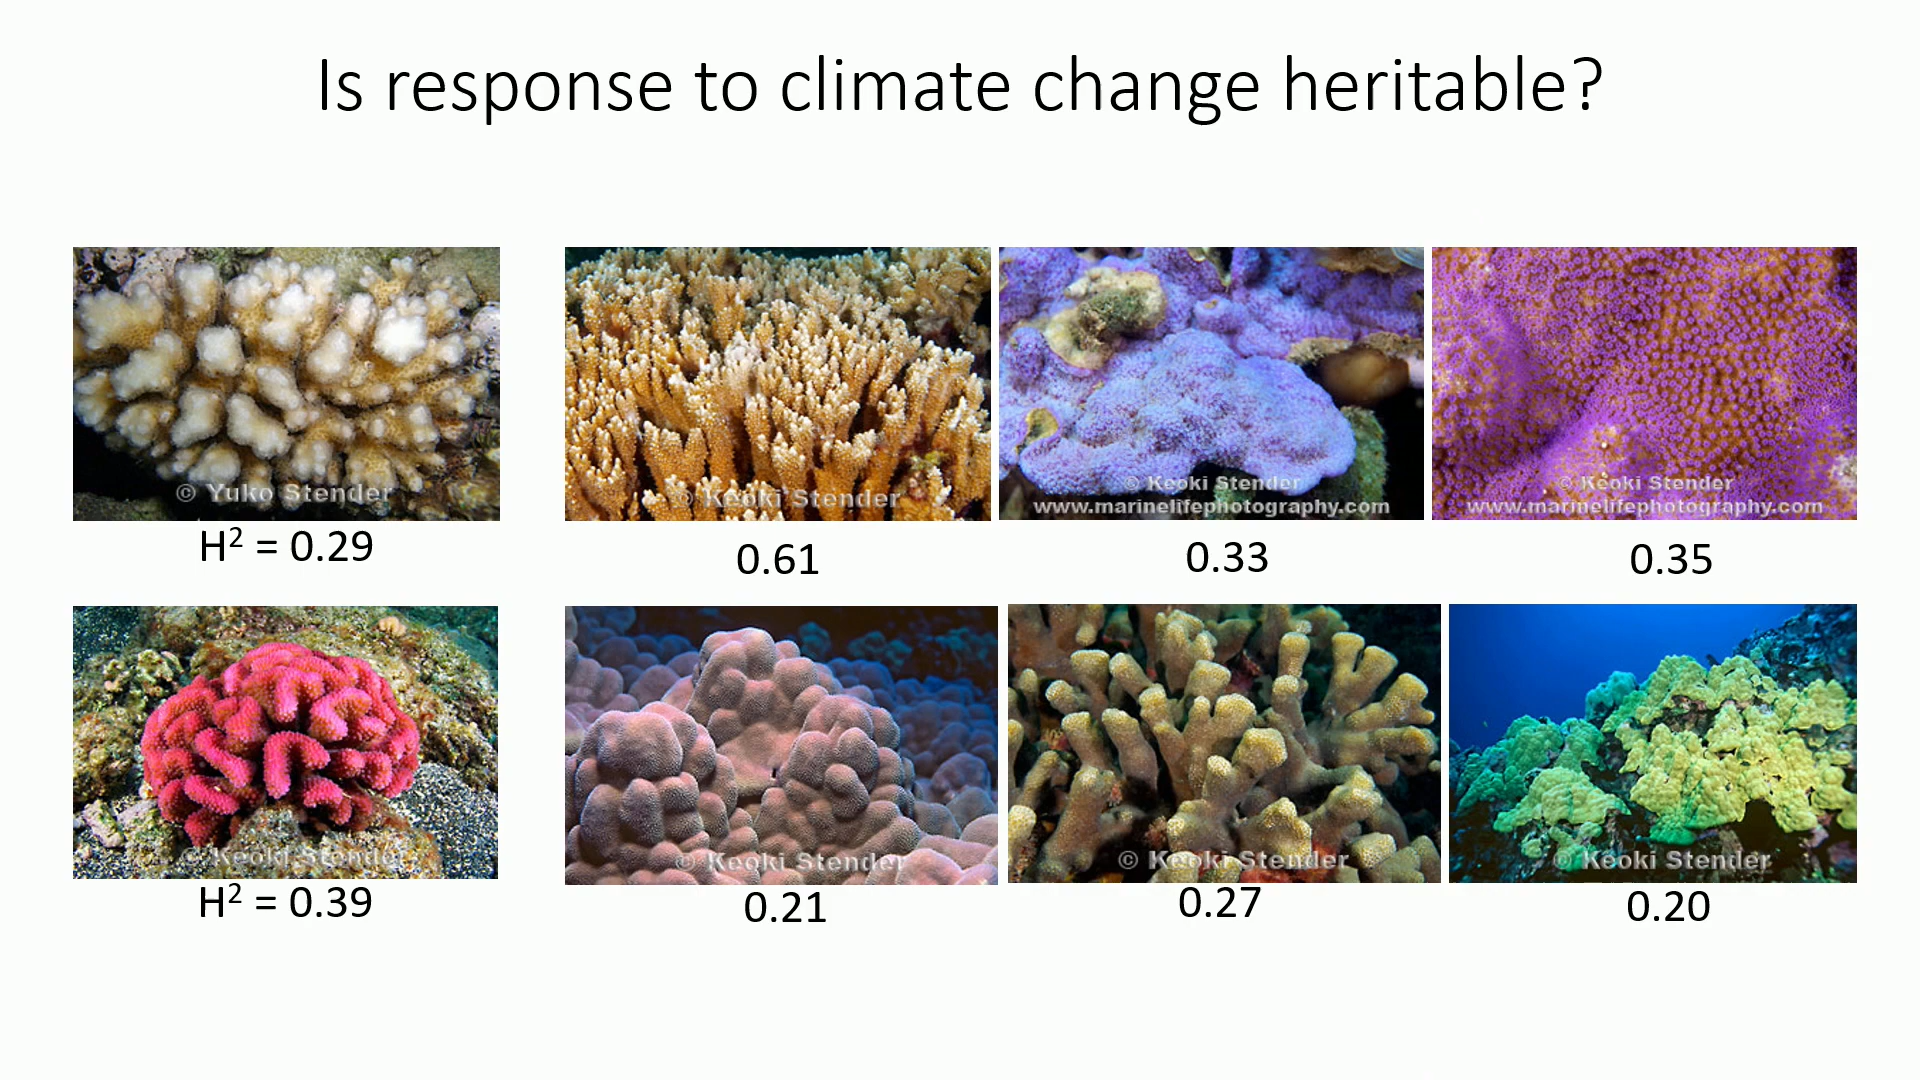 Is response to climate change heritable?
© Yuko Stender
© Keoki Stender
© Keoki Stender
www.marinelifephotography.com
© Keoki Stender
www.marinelifephotography.com
H² = 0.29
0.61
0.33
0.35
© Keoki Stender
© Keoki Stender
© Keoki Stender
© Keoki Stender
H² = 0.39
0.21
0.27
0.20